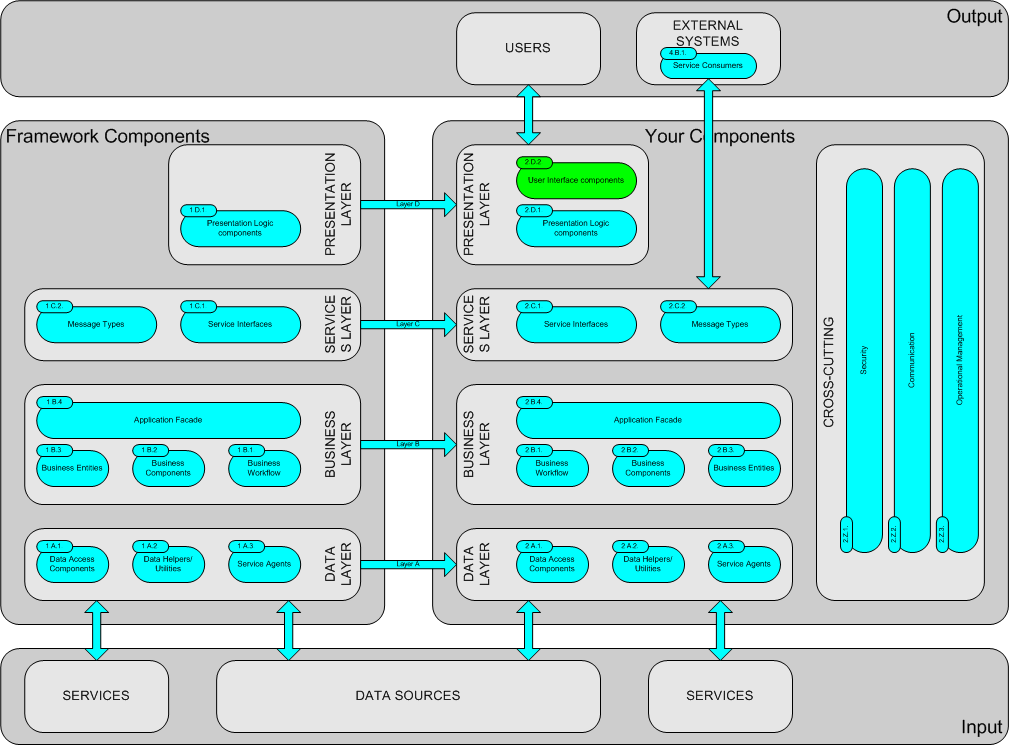 Output
USERS
EXTERNAL
SYSTEMS
4.B.1.
Service Consumers
Framework Components
Your Components
PRESENTATION
LAYER
1.D.1
Presentation Logic
components
Layer D
PRESENTATION
LAYER
2.D.2
User Interface components
2.D.1
Presentation Logic
components
1.C.2.
Message Types
1.C.1
Service Interfaces
SERVICE
S LAYER
Layer C
SERVICE
S LAYER
2.C.1
Service Interfaces
2.C.2
Message Types
1.B.4
Application Facade
1.B.3
Business Entities
1.B.2
Business
Components
1.B.1
Business
Workflow
BUSINESS
LAYER
Layer B
BUSINESS
LAYER
2.B.4.
Application Facade
2.B.1.
Business
Workflow
2.B.2.
Business
Components
2.B.3.
Business Entities
1.A.1
Data Access
Components
1.A.2
Data Helpers/
Utilities
1.A.3
Service Agents
DATA
LAYER
Layer A
DATA
LAYER
2.A.1.
Data Access
Components
2.A.2.
Data Helpers/
Utilities
2.A.3.
Service Agents
CROSS-CUTTING
Security
2.Z.1.
Communication
2.Z.2.
Operational Management
2.Z.3.
SERVICES
DATA SOURCES
SERVICES
Input